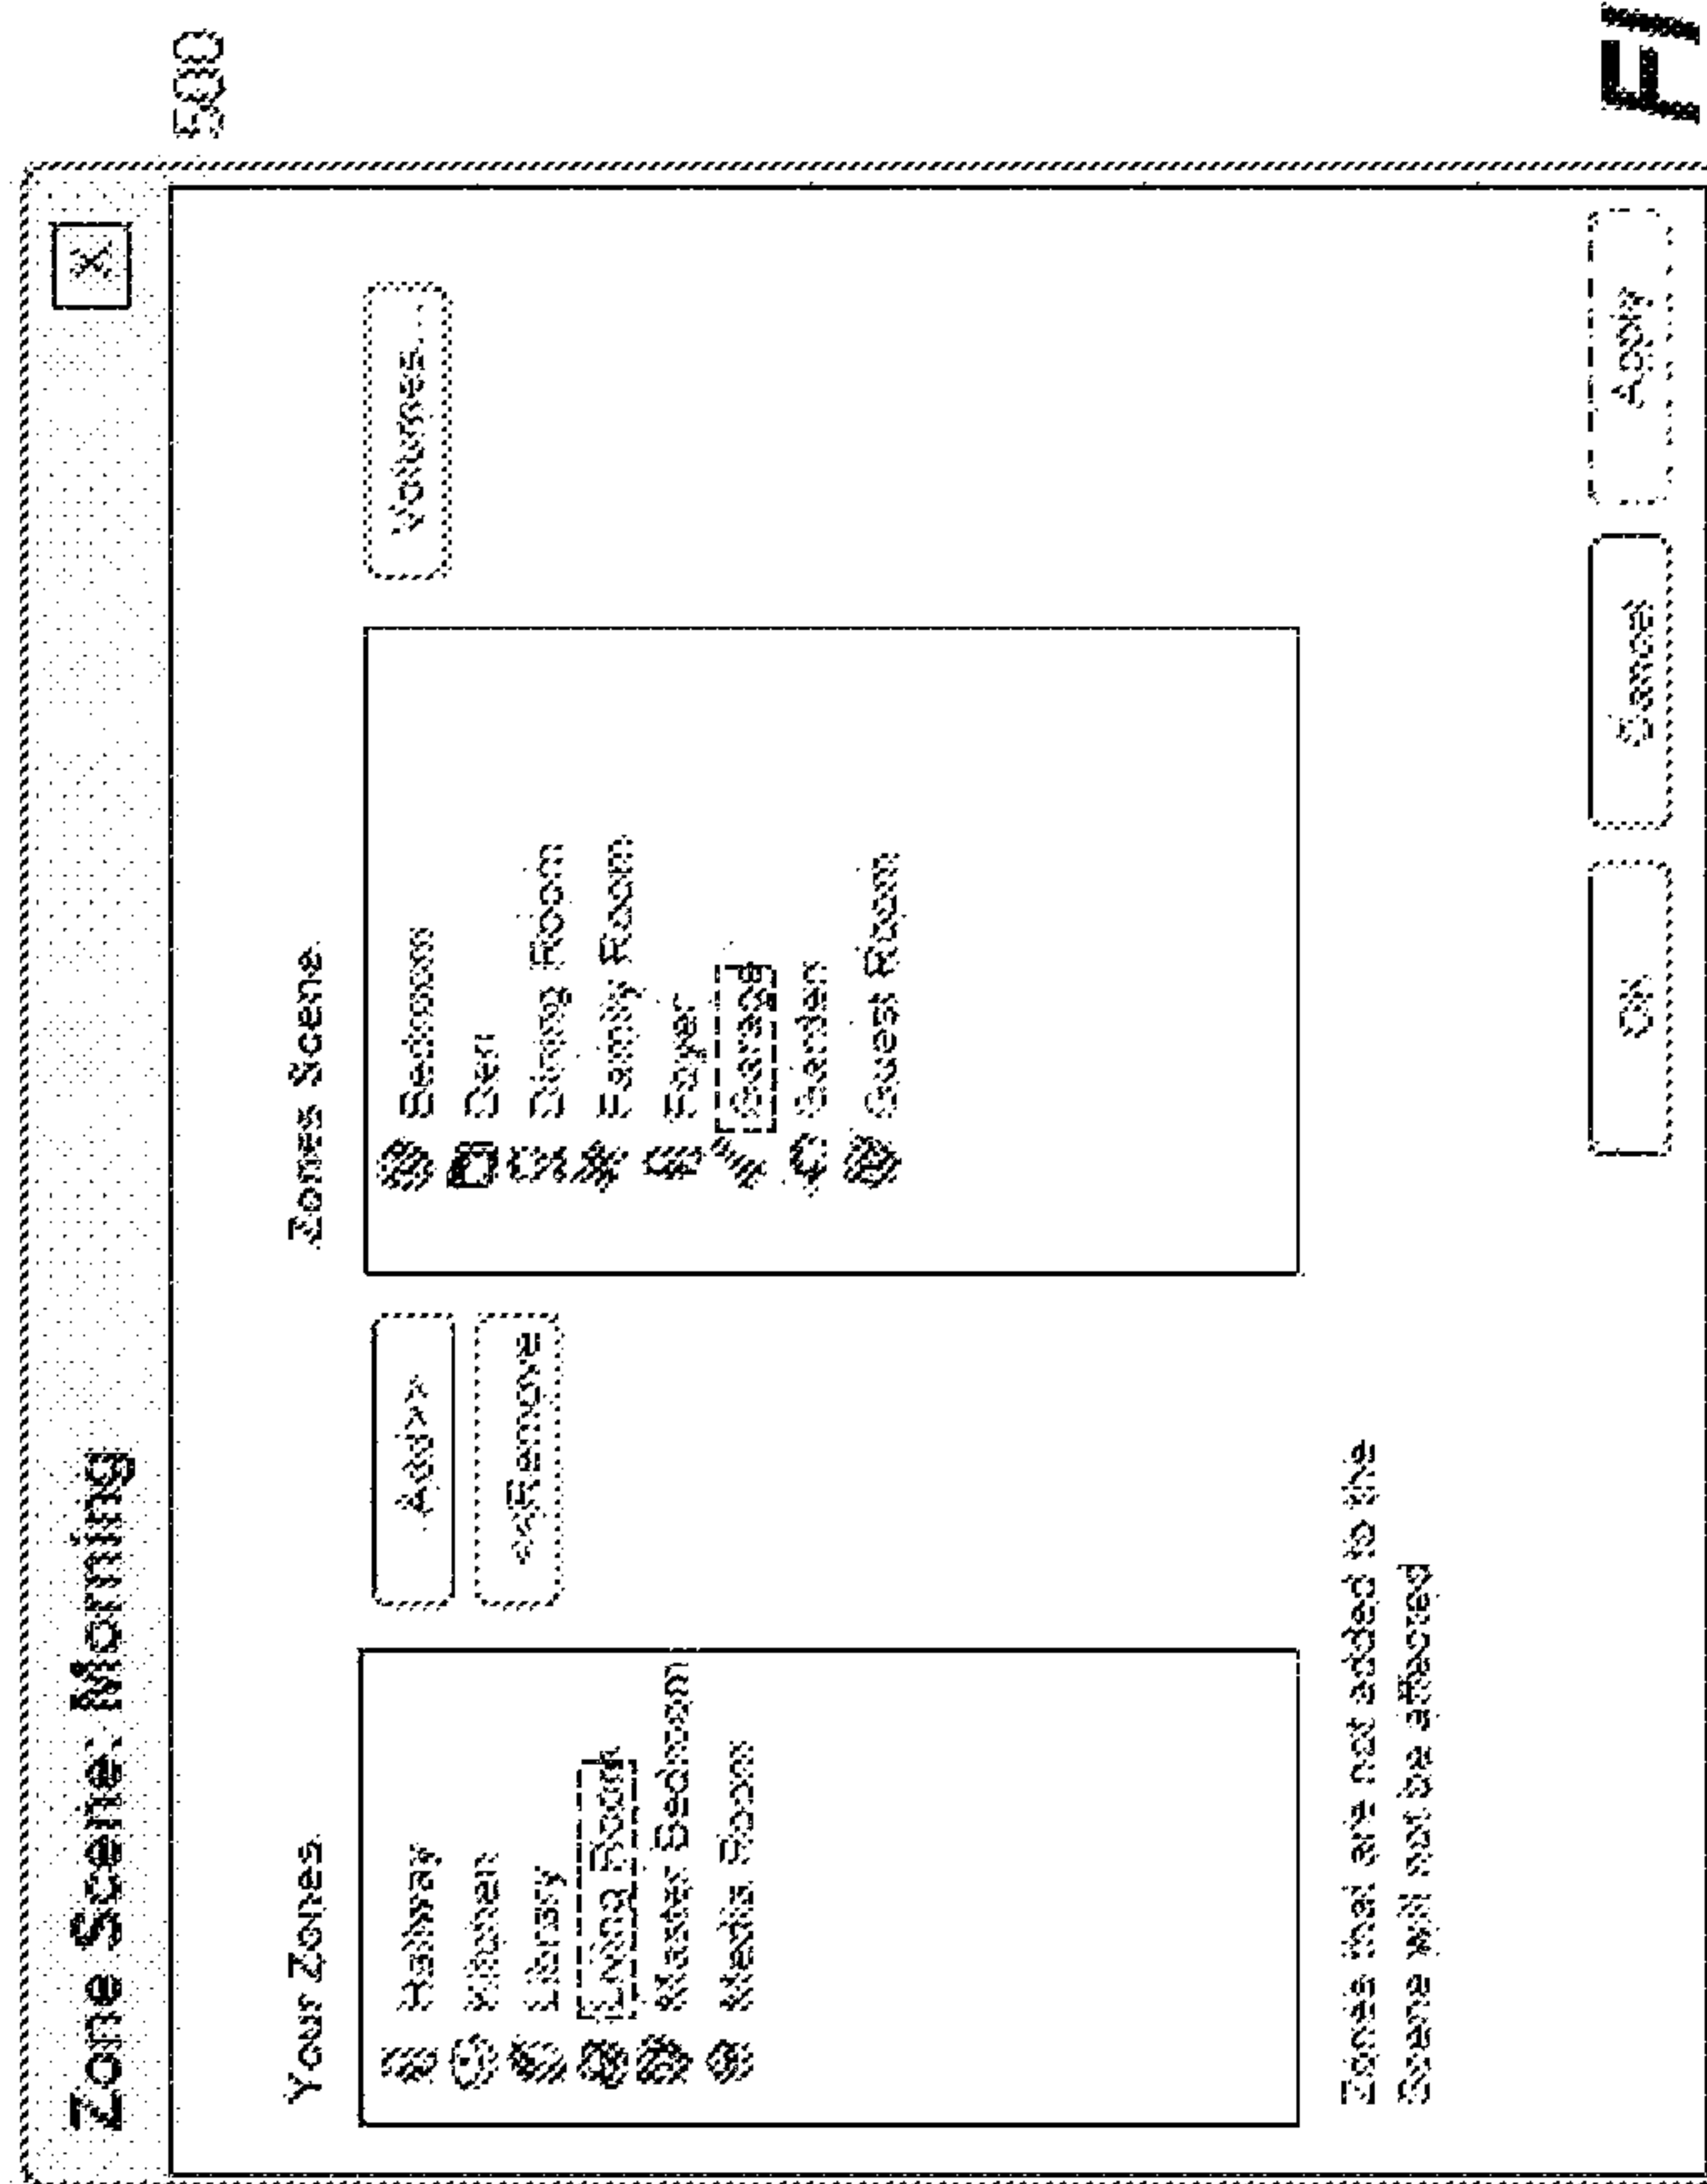 500
Zone Scene: Morning
X
Your Zones
Hallway
Kitchen
Library
Living Room
Master Bedroom
Media Room
Add>>
<<Remove
Zones Scene
Bedroom
Den
Dining Room
Family Room
Foyer
Garage
Garden
Guest Room
Volumes...
Zones that are not added to the
Scene will not be affected
OK
Cancel
Apply
FI